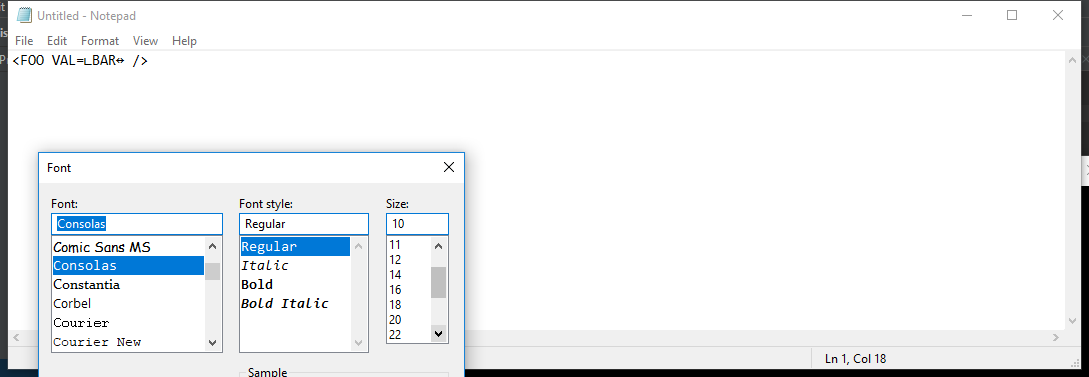 Untitled - Notepad
File Edit Format View Help
<FOO VAL=∟BAR↔ />
Font
Font: Font style: Size:
Consolas Regular 10
Comic Sans MS
Consolas
Constantia
Corbel
Courier
Courier New
Regular
Italic
Bold
Bold Italic
11
12
14
16
18
20
22
Sample
Ln 1, Col 18